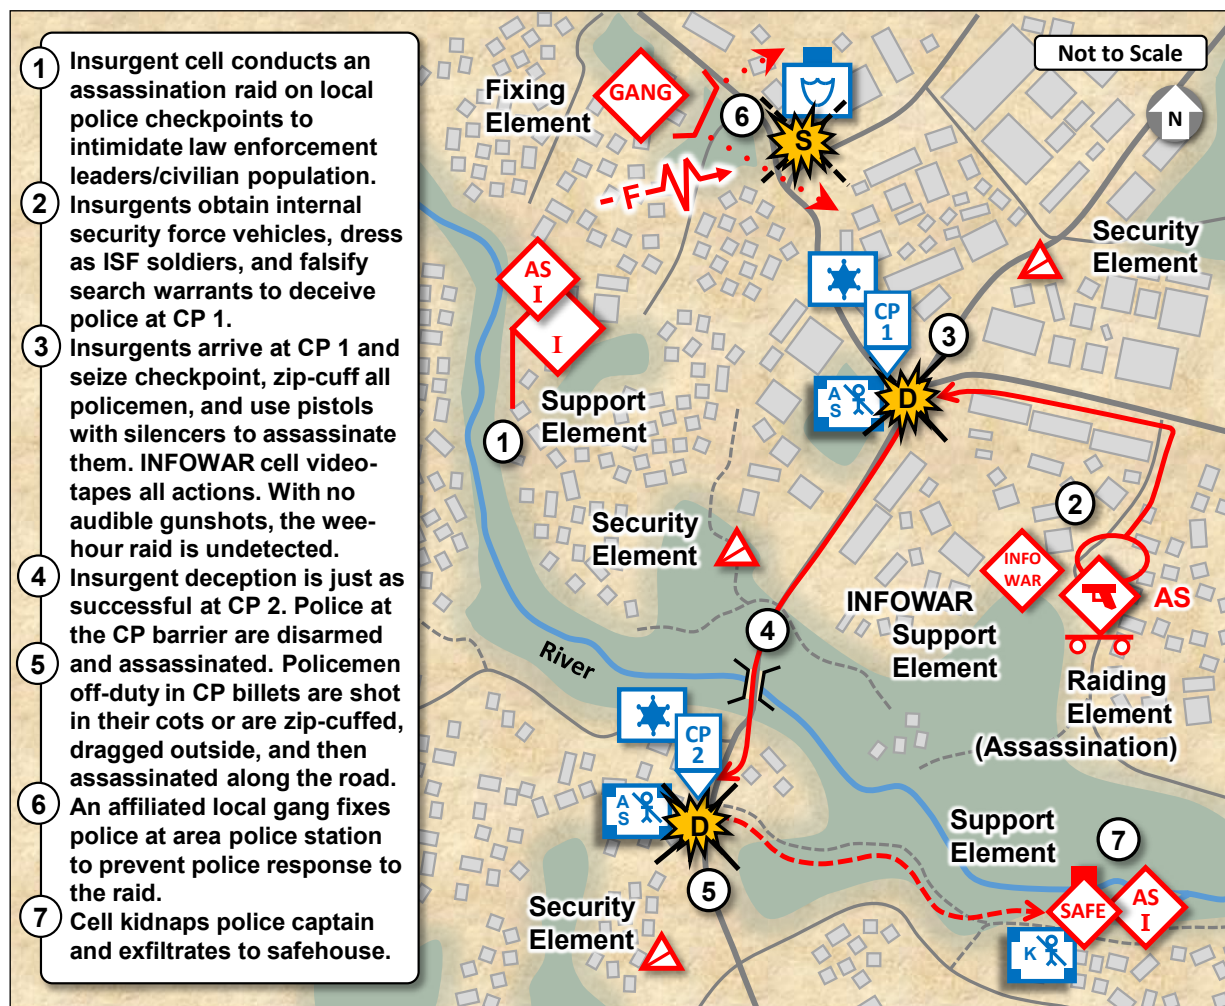 1
Insurgent cell conducts an
assassination raid on local
police checkpoints to
intimidate law enforcement
leaders/civilian population.
2
Insurgents obtain internal
security force vehicles, dress
as ISF soldiers, and falsify
search warrants to deceive
police at CP 1.
3
Insurgents arrive at CP 1 and
seize checkpoint, zip-cuff all
policemen, and use pistols
with silencers to assassinate
them. INFOWAR cell video-
tapes all actions. With no
audible gunshots, the wee-
hour raid is undetected.
4
Insurgent deception is just as
successful at CP 2. Police at
the CP barrier are disarmed
5
and assassinated. Policemen
off-duty in CP billets are shot
in their cots or are zip-cuffed,
dragged outside, and then
assassinated along the road.
6
An affiliated local gang fixes
police at area police station
to prevent police response to
the raid.
7
Cell kidnaps police captain
and exfiltrates to safehouse.
Not to Scale
N
Fixing
Element
GANG
6
S
F
Security
Element
AS
I
I
Support
Element
1
CP
1
3
A
S
D
Security
Element
2
INFO
WAR
AS
INFOWAR
Support
Element
Raiding
Element
(Assassination)
4
River
CP
2
A
S
D
5
Security
Element
Support
Element
7
SAFE
AS
I
K